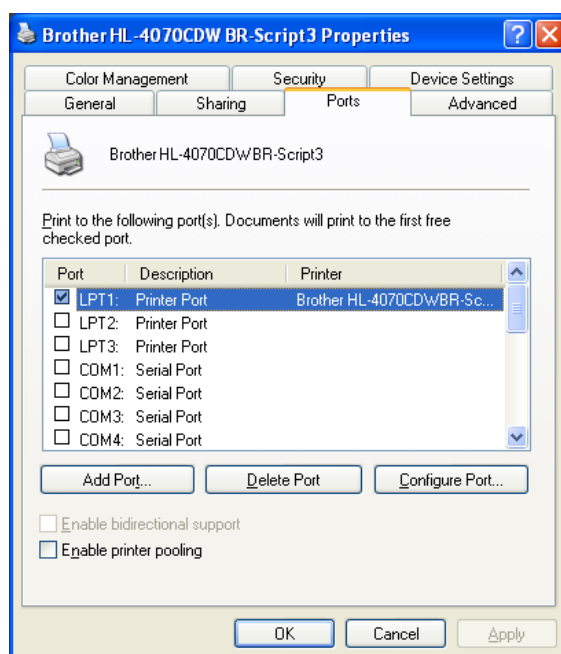 Brother HL-4070CDW BR-Script3 Properties
Color Management Security Device Settings
General Sharing Ports Advanced
Brother HL-4070CDW BR-Script3
Print to the following port(s). Documents will print to the first free
checked port.
Port Description Printer
LPT1: Printer Port Brother HL-4070CDWBR-Sc...
LPT2: Printer Port
LPT3: Printer Port
COM1: Serial Port
COM2: Serial Port
COM3: Serial Port
COM4: Serial Port
Add Port... Delete Port Configure Port...
Enable bidirectional support
Enable printer pooling
OK Cancel Apply